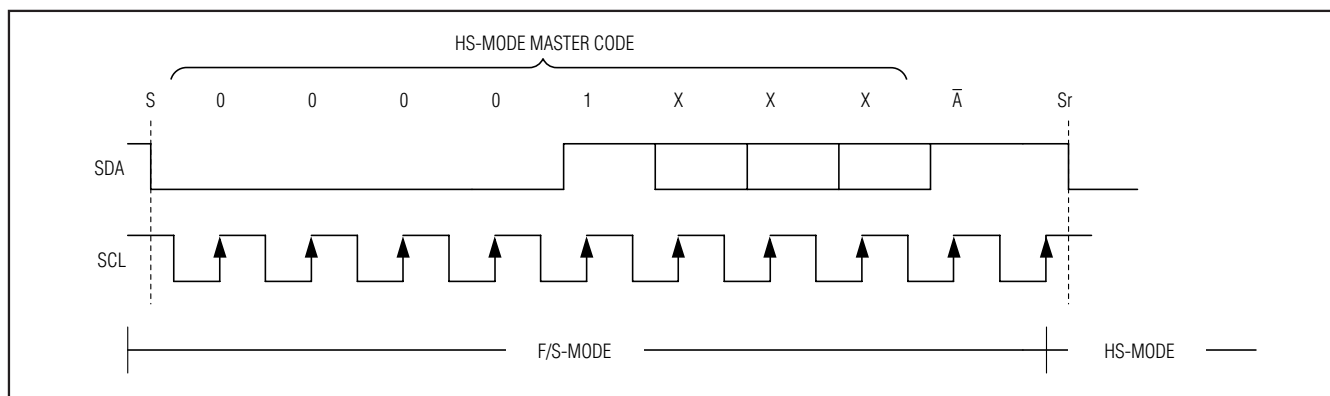 HS-MODE MASTER CODE
S 0 0 0 0 1 X X X A̅ Sr
SDA
SCL
F/S-MODE HS-MODE